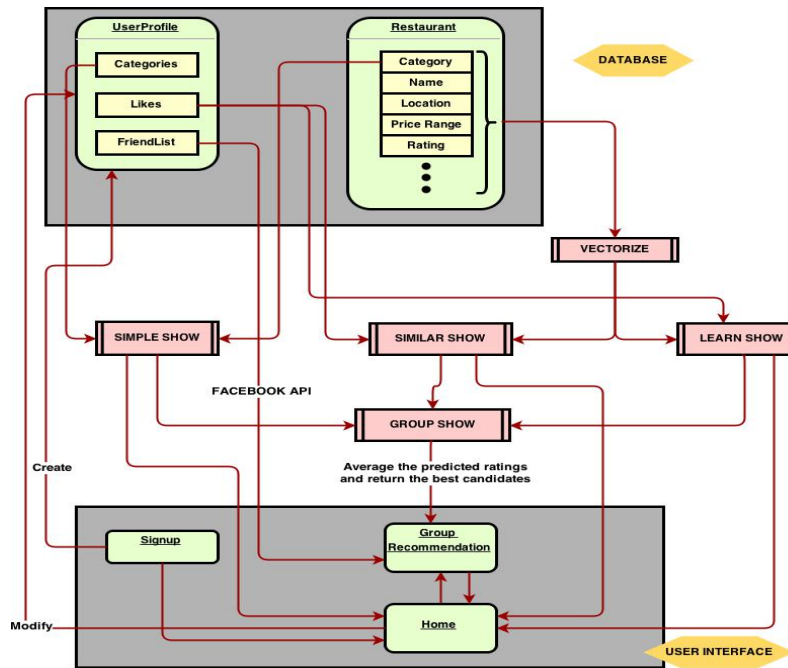 UserProfile
Restaurant
Categories
Likes
FriendList
Category
Name
Location
Price Range
Rating
DATABASE
VECTORIZE
SIMPLE SHOW
SIMILAR SHOW
LEARN SHOW
FACEBOOK API
GROUP SHOW
Average the predicted ratings
and return the best candidates
Create
Signup
Group
Recommendation
Home
Modify
USER INTERFACE